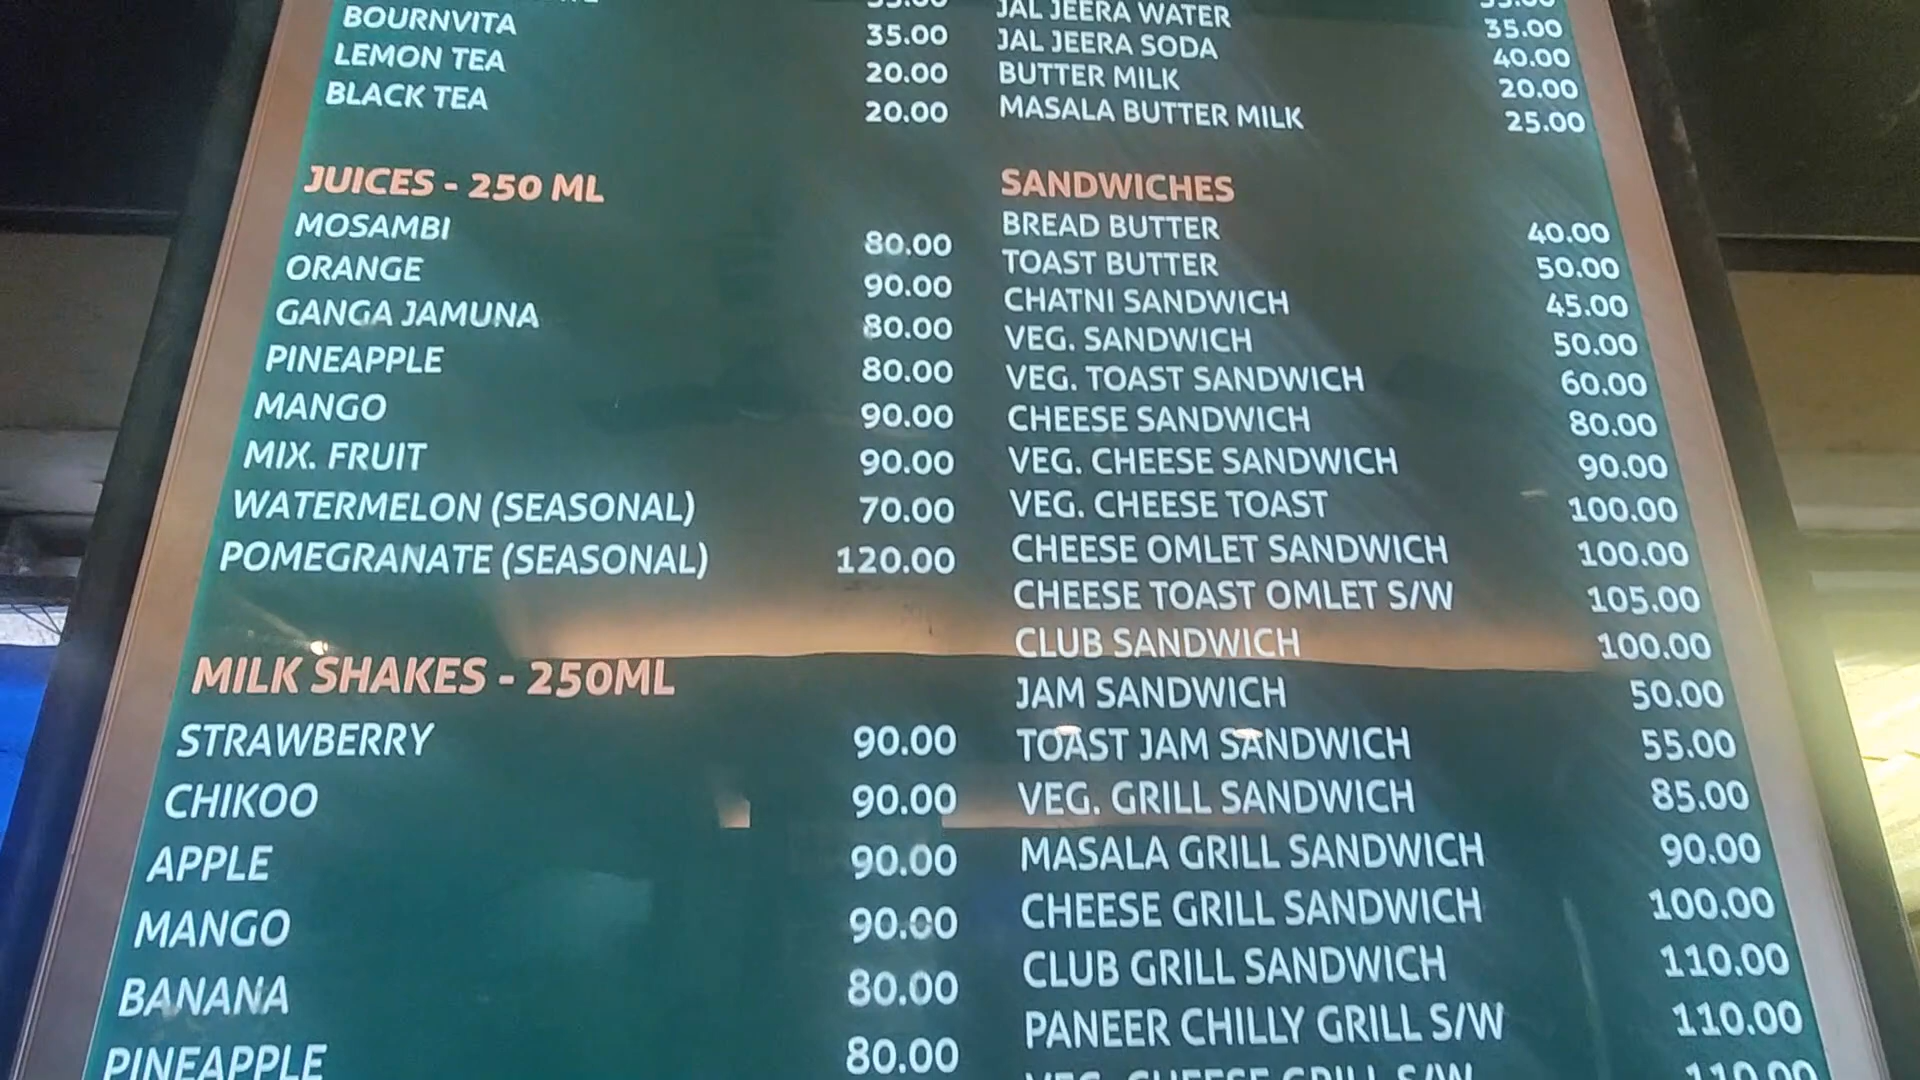 BOURNVITA 35.00
LEMON TEA 20.00
BLACK TEA 20.00
JUICES - 250 ML
MOSAMBI 80.00
ORANGE 90.00
GANGA JAMUNA 80.00
PINEAPPLE 80.00
MANGO 90.00
MIX. FRUIT 90.00
WATERMELON (SEASONAL) 70.00
POMEGRANATE (SEASONAL) 120.00
MILK SHAKES - 250ML
STRAWBERRY 90.00
CHIKOO 90.00
APPLE 90.00
MANGO 90.00
BANANA 80.00
PINEAPPLE 80.00
JAL JEERA WATER 35.00
JAL JEERA SODA 40.00
BUTTER MILK 20.00
MASALA BUTTER MILK 25.00
SANDWICHES
BREAD BUTTER 40.00
TOAST BUTTER 50.00
CHATNI SANDWICH 45.00
VEG. SANDWICH 50.00
VEG. TOAST SANDWICH 60.00
CHEESE SANDWICH 80.00
VEG. CHEESE SANDWICH 90.00
VEG. CHEESE TOAST 100.00
CHEESE OMLET SANDWICH 100.00
CHEESE TOAST OMLET S/W 105.00
CLUB SANDWICH 100.00
JAM SANDWICH 50.00
TOAST JAM SANDWICH 55.00
VEG. GRILL SANDWICH 85.00
MASALA GRILL SANDWICH 90.00
CHEESE GRILL SANDWICH 100.00
CLUB GRILL SANDWICH 110.00
PANEER CHILLY GRILL S/W 110.00
VEG. CHEESE GRILL S/W 110.00